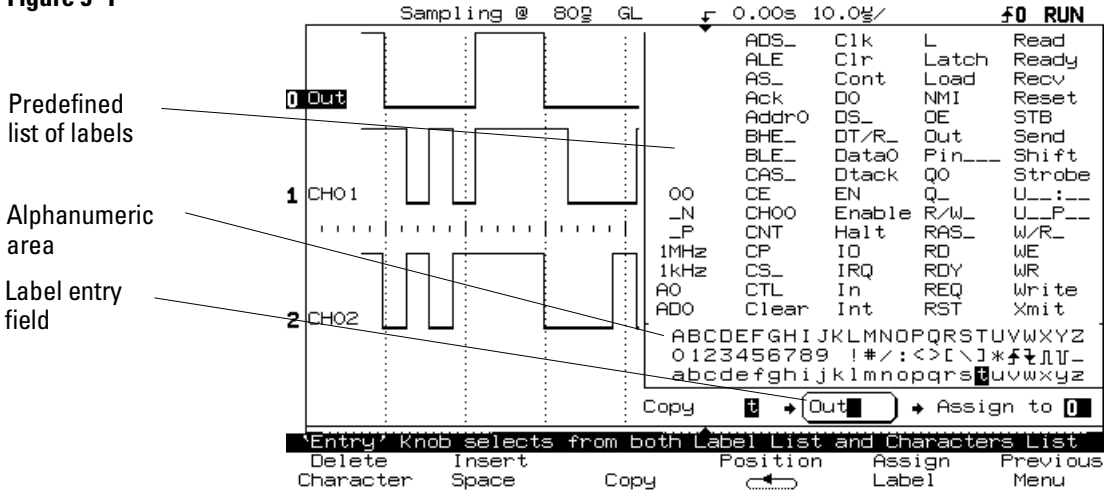 Figure
Sampling @ 800 GL 0.00s 10.0u/ f0 RUN
ADS_ Clk L Read
ALE Clr Latch Ready
AS_ Cont Load Recv
0 Out Ack DO NMI Reset
Predefined
list of labels
Addr0 DS_ OE STB
BHE_ DT/R_ Out Send
BLE_ Data0 Pin___ Shift
CAS_ Dtack Q0 Strobe
1 CH01 00 CE EN Q_ U__:__
Alphanumeric
area
_N CH00 Enable R/W_ U__P__
_P CNT Halt RAS_ W/R_
1MHz CP IO RD WE
1kHz CS_ IRQ RDY WR
Label entry
field
A0 CTL In REQ Write
AD0 Clear Int RST Xmit
2 CH02
ABCDEFGHIJKLMNOPQRSTUVWXYZ
0123456789 !#/:<>[\]*_
abcdefghijklmnopqrstuvwxyz
Copy t → Out → Assign to 0
'Entry' Knob selects from both Label List and Characters List
Delete Character
Insert Space
Copy
Position
Assign Label
Previous Menu